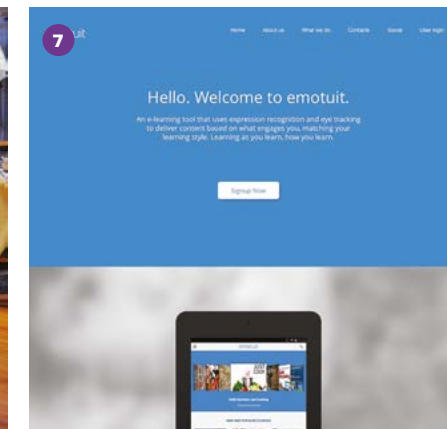 7
uit
Home About us What we do Contacts Social User login
Hello. Welcome to emotuit.
An e-learning tool that uses expression recognition and eye tracking
to deliver content based on what engages you, matching your
learning style. Learning as you learn, how you learn.
Signup Now
emotuit